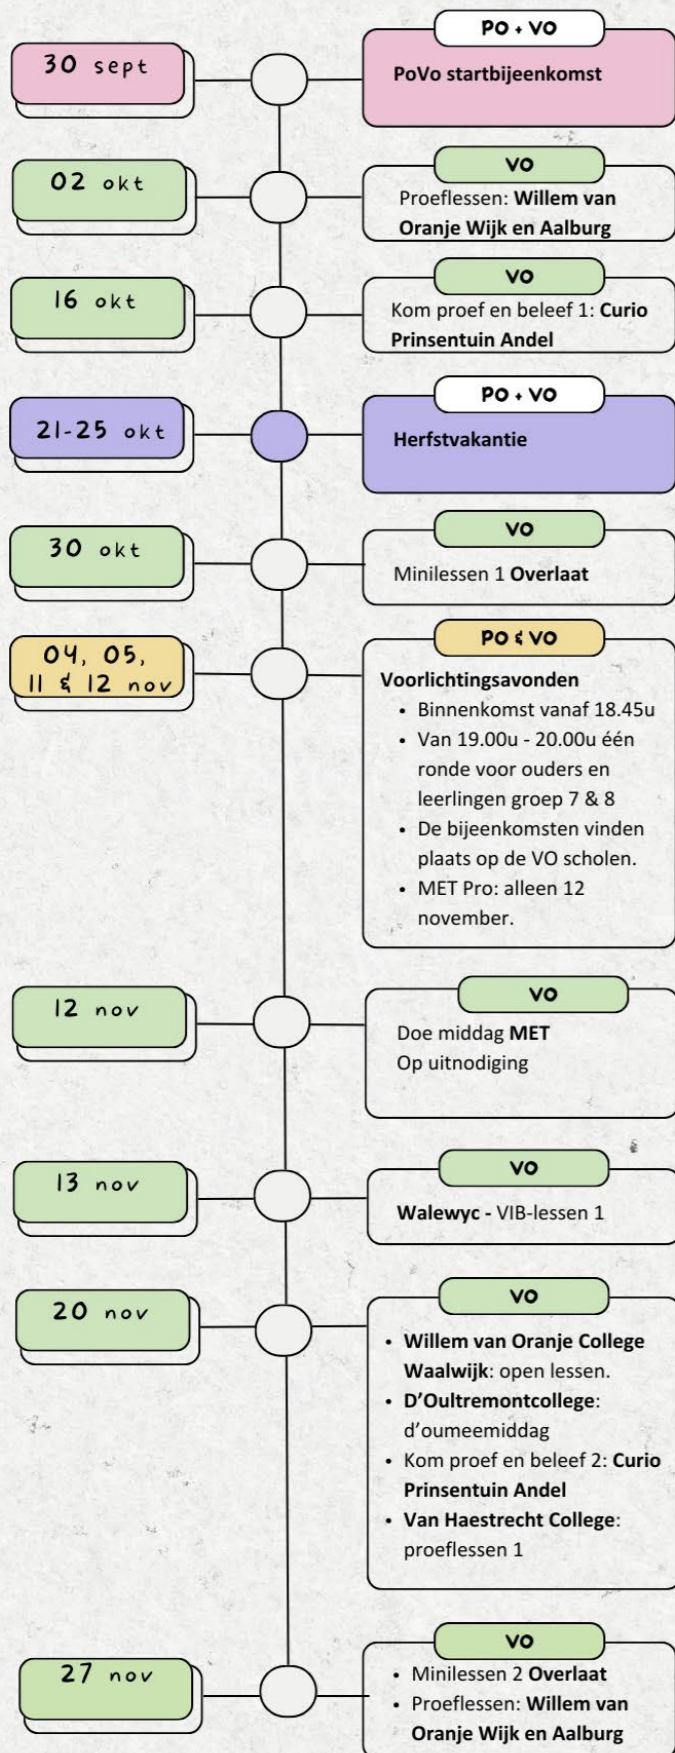 30 sept
PO + VO
PoVo startbijeenkomst
02 okt
VO
Proeflessen: Willem van
Oranje Wijk en Aalburg
16 okt
VO
Kom proef en beleef 1: Curio
Prinsentuin Andel
21-25 okt
PO + VO
Herfstvakantie
30 okt
VO
Minilessen 1 Overlaat
04, 05,
11 & 12 nov
PO & VO
Voorlichtingsavonden
• Binnenkomst vanaf 18.45u
• Van 19.00u - 20.00u één
ronde voor ouders en
leerlingen groep 7 & 8
• De bijeenkomsten vinden
plaats op de VO scholen.
• MET Pro: alleen 12
november.
12 nov
VO
Doe middag MET
Op uitnodiging
13 nov
VO
Walewyc - VIB-lessen 1
20 nov
VO
• Willem van Oranje College
Waalwijk: open lessen.
• D'Oultremontcollege:
d'oumeemiddag
• Kom proef en beleef 2: Curio
Prinsentuin Andel
• Van Haestrecht College:
proeflessen 1
27 nov
VO
• Minilessen 2 Overlaat
• Proeflessen: Willem van
Oranje Wijk en Aalburg